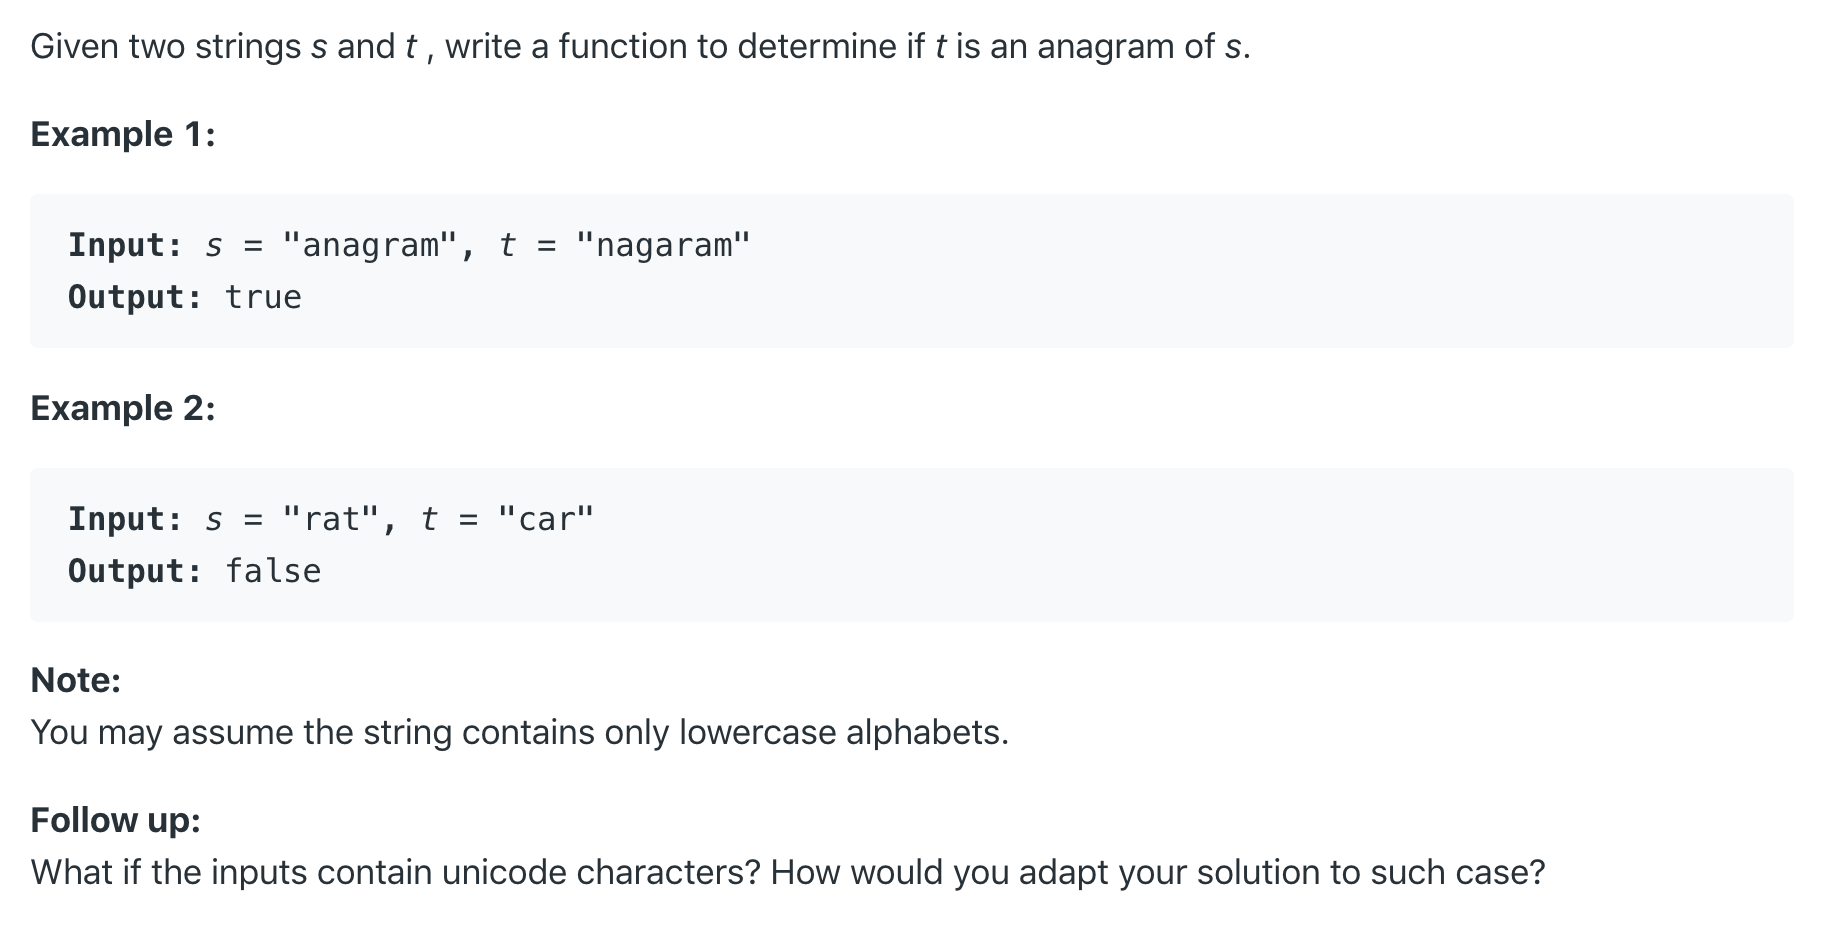 Given two strings s and t , write a function to determine if t is an anagram of s.
Example 1:
Input: s = "anagram", t = "nagaram"
Output: true
Example 2:
Input: s = "rat", t = "car"
Output: false
Note:
You may assume the string contains only lowercase alphabets.
Follow up:
What if the inputs contain unicode characters? How would you adapt your solution to such case?